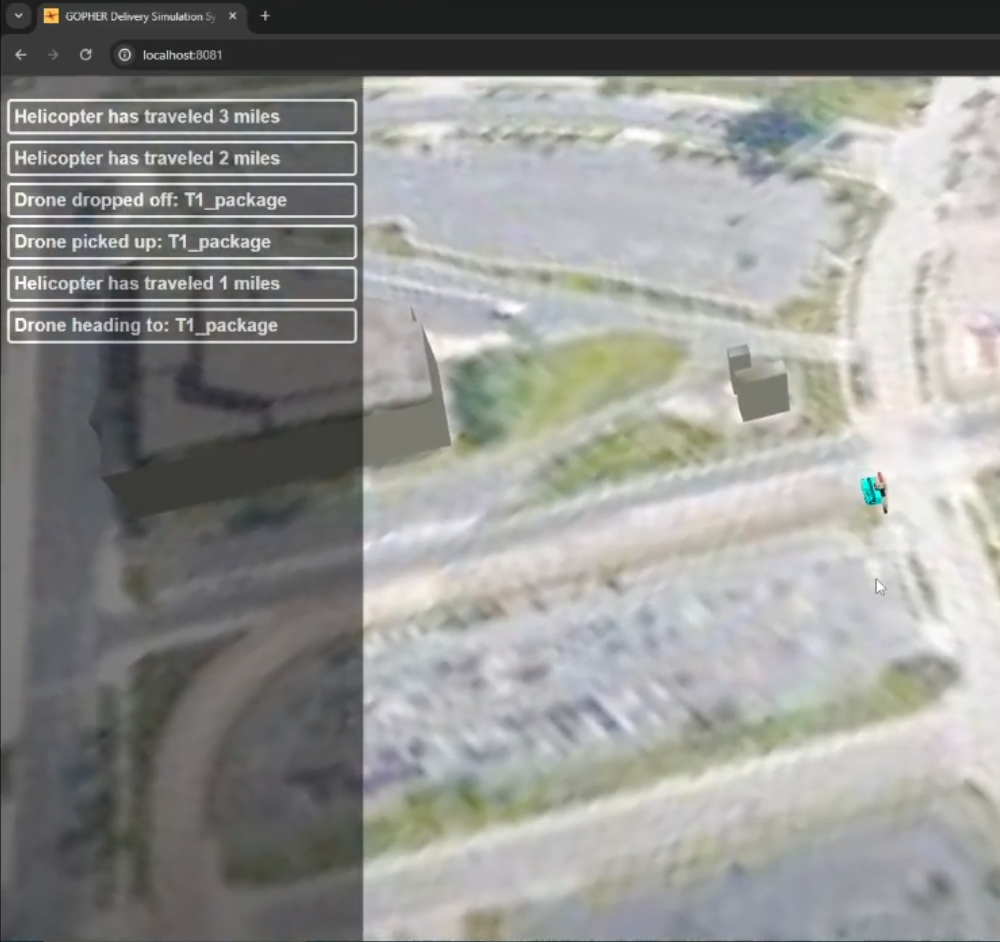 GOPHER Delivery Simulation Sy
localhost:8081
Helicopter has traveled 3 miles
Helicopter has traveled 2 miles
Drone dropped off: T1_package
Drone picked up: T1_package
Helicopter has traveled 1 miles
Drone heading to: T1_package